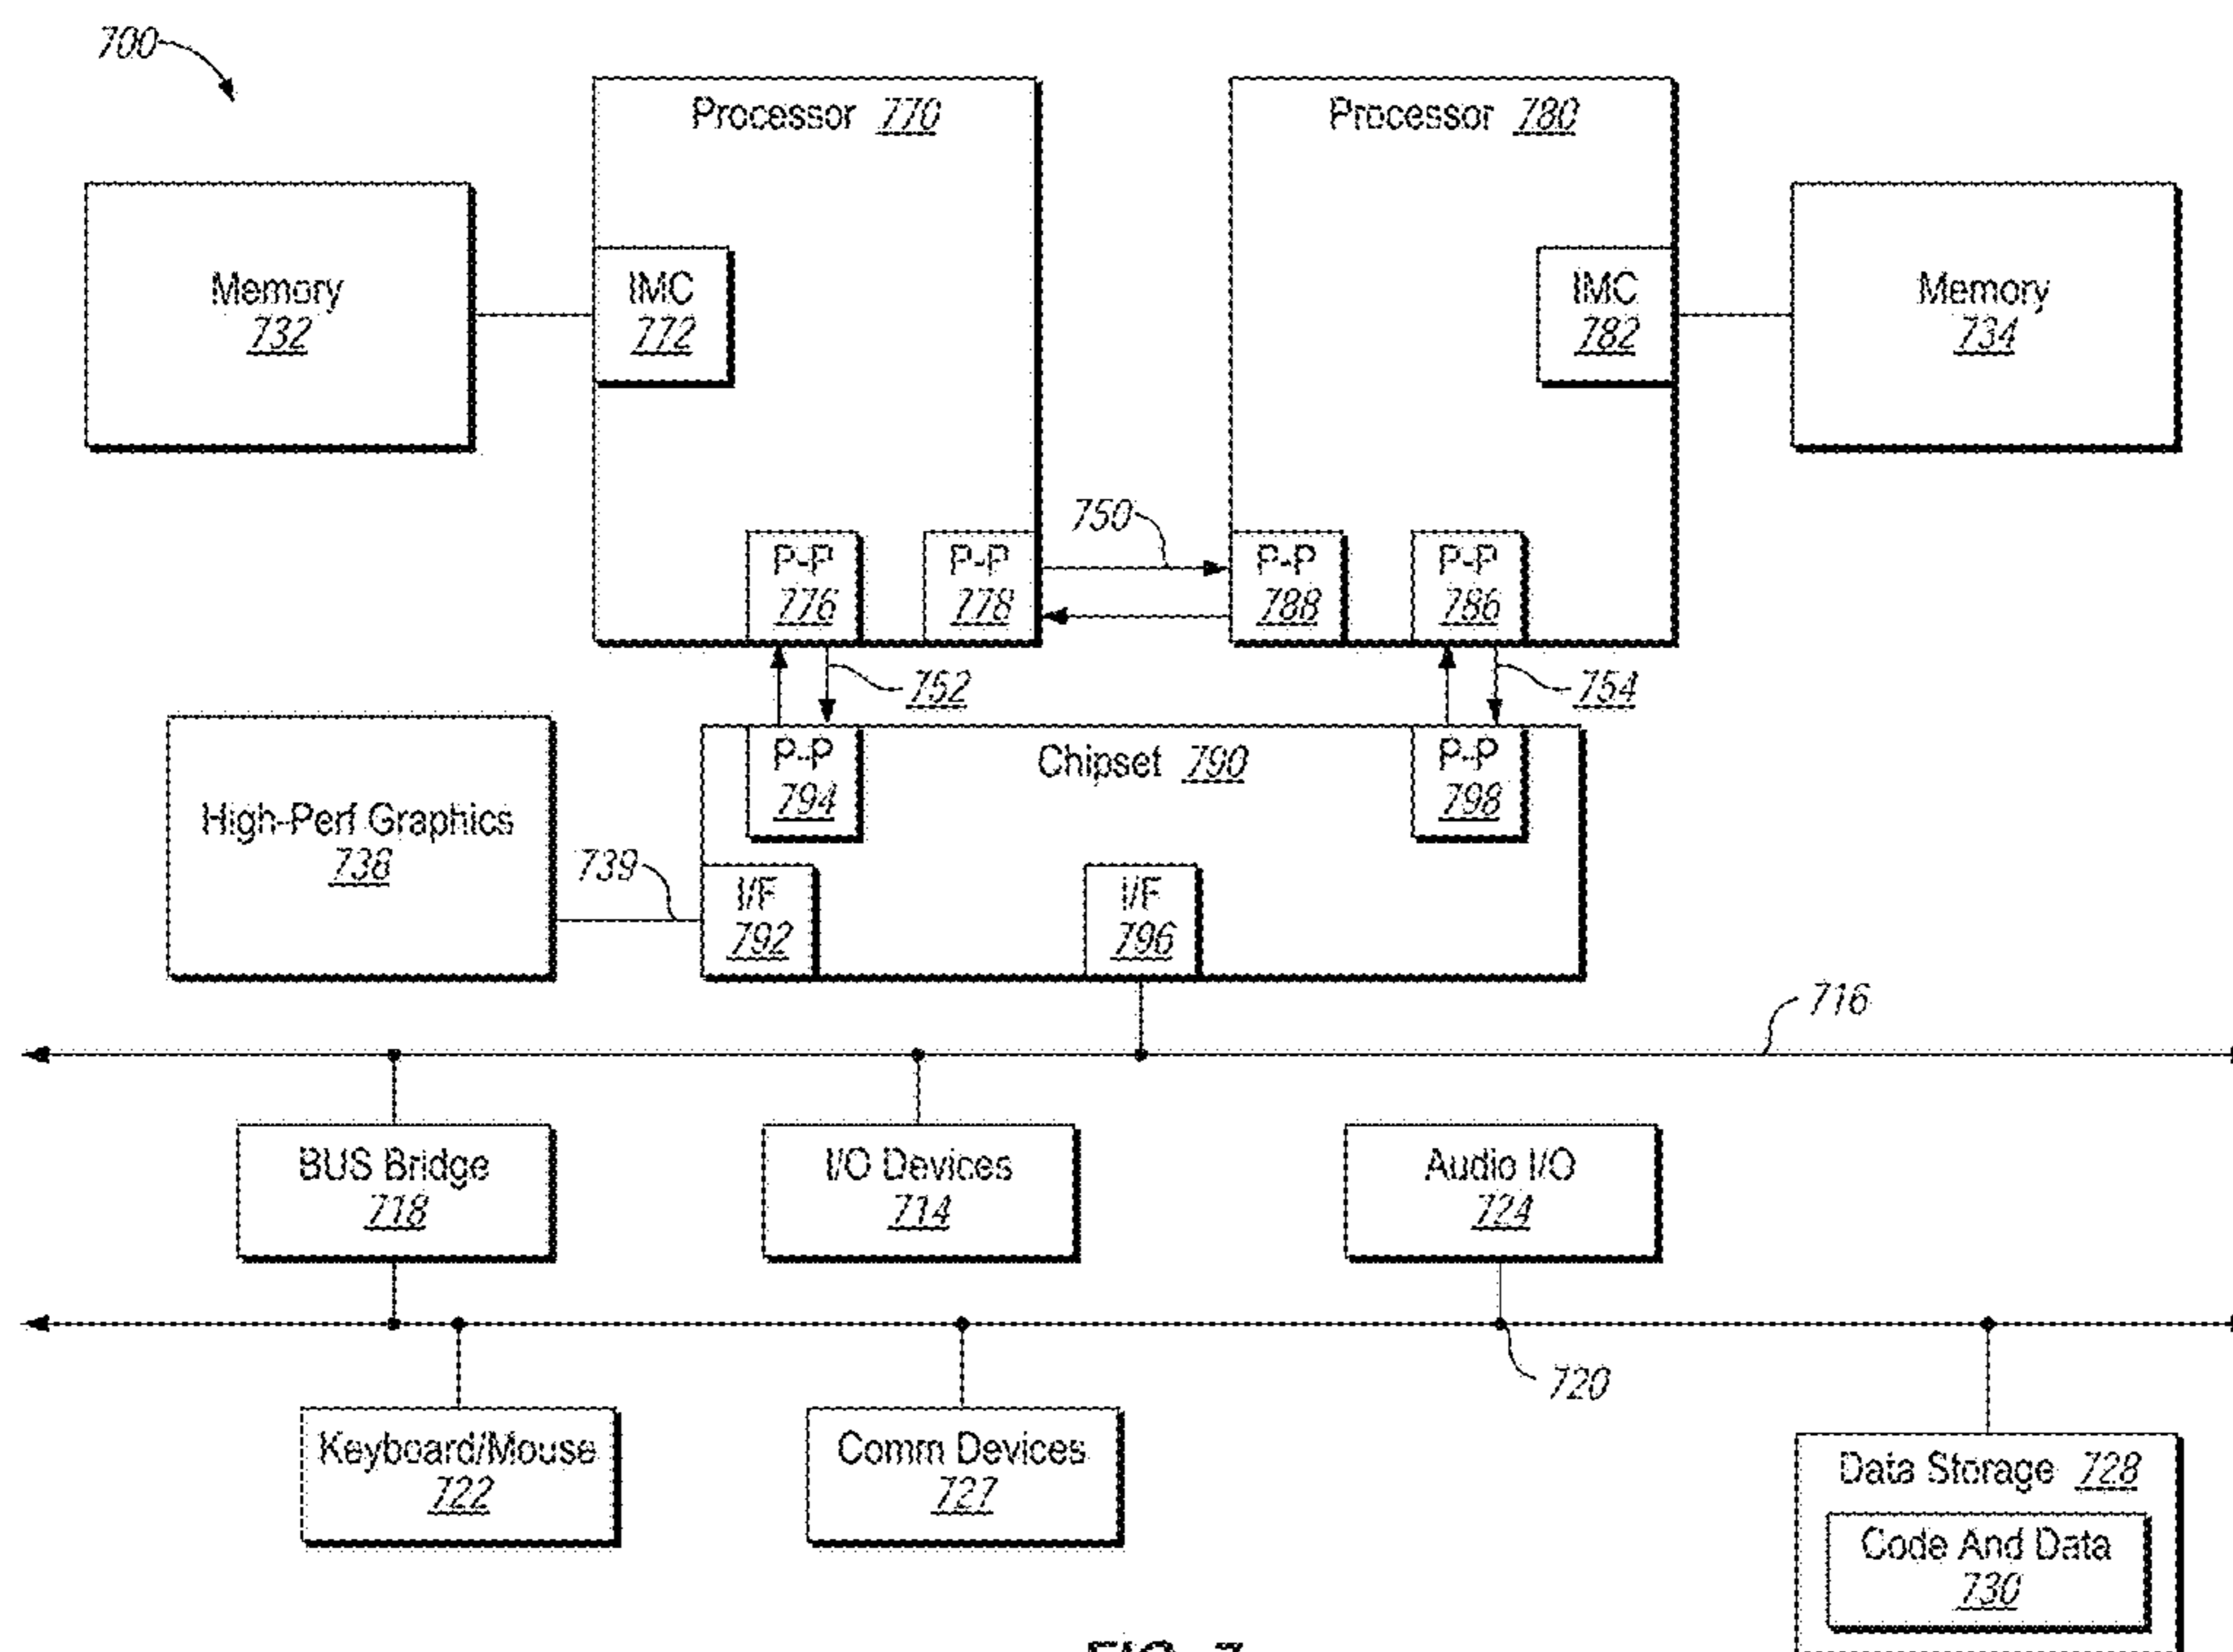 700
Processor 770
Processor 780
Memory
732
IMC
772
IMC
782
Memory
734
750
P-P
776
P-P
778
P-P
788
P-P
786
752
754
High-Perf Graphics
738
739
P-P
794
Chipset 790
P-P
798
I/F
792
I/F
796
716
BUS Bridge
718
I/O Devices
714
Audio I/O
724
720
Keyboard/Mouse
722
Comm Devices
727
Data Storage 728
Code And Data
730
FIG. 7